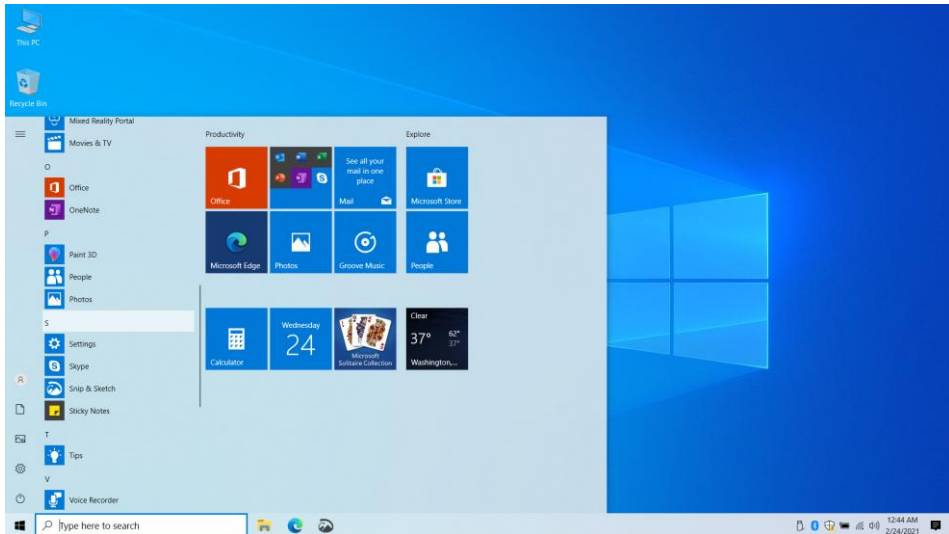 This PC
Recycle Bin
Mixed Reality Portal
Movies & TV
O
Office
OneNote
P
Paint 3D
People
Photos
S
Settings
Skype
Snip & Sketch
Sticky Notes
T
Tips
V
Voice Recorder
Productivity
Explore
Office
See all your
mail in one
place
Mail
Microsoft Store
Microsoft Edge
Photos
Groove Music
People
Calculator
Wednesday
24
Microsoft
Solitaire Collection
Clear
37°
62°
37°
Washington,...
Type here to search
12:44 AM
2/24/2021